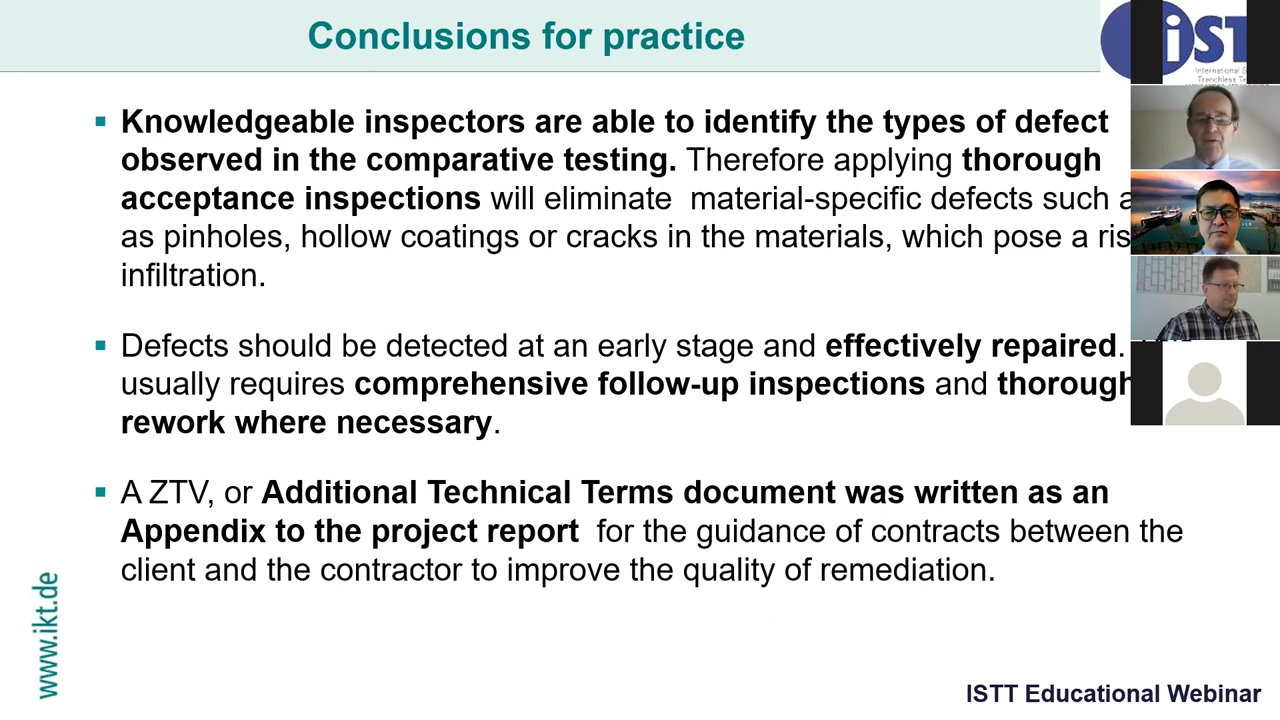 Conclusions for practice
iST
International S
Trenchless Te
Knowledgeable inspectors are able to identify the types of defect
observed in the comparative testing. Therefore applying thorough
acceptance inspections will eliminate material-specific defects such a
as pinholes, hollow coatings or cracks in the materials, which pose a ris
infiltration.
Defects should be detected at an early stage and effectively repaired.
usually requires comprehensive follow-up inspections and thorough
rework where necessary.
A ZTV, or Additional Technical Terms document was written as an
Appendix to the project report for the guidance of contracts between the
client and the contractor to improve the quality of remediation.
www.ikt.de
ISTT Educational Webinar